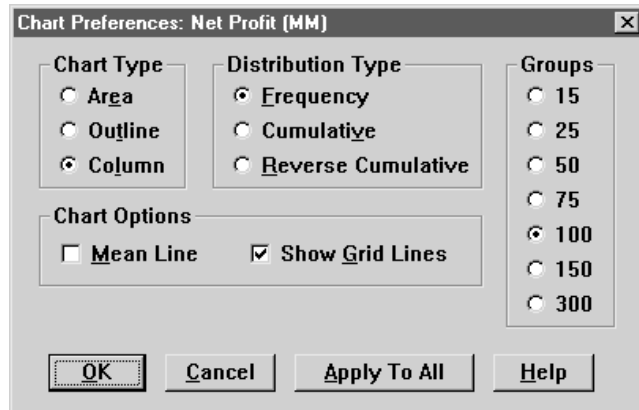 Chart Preferences: Net Profit (MM)
Chart Type
Area
Outline
Column
Distribution Type
Frequency
Cumulative
Reverse Cumulative
Groups
15
25
50
75
100
150
300
Chart Options
Mean Line
Show Grid Lines
OK
Cancel
Apply To All
Help